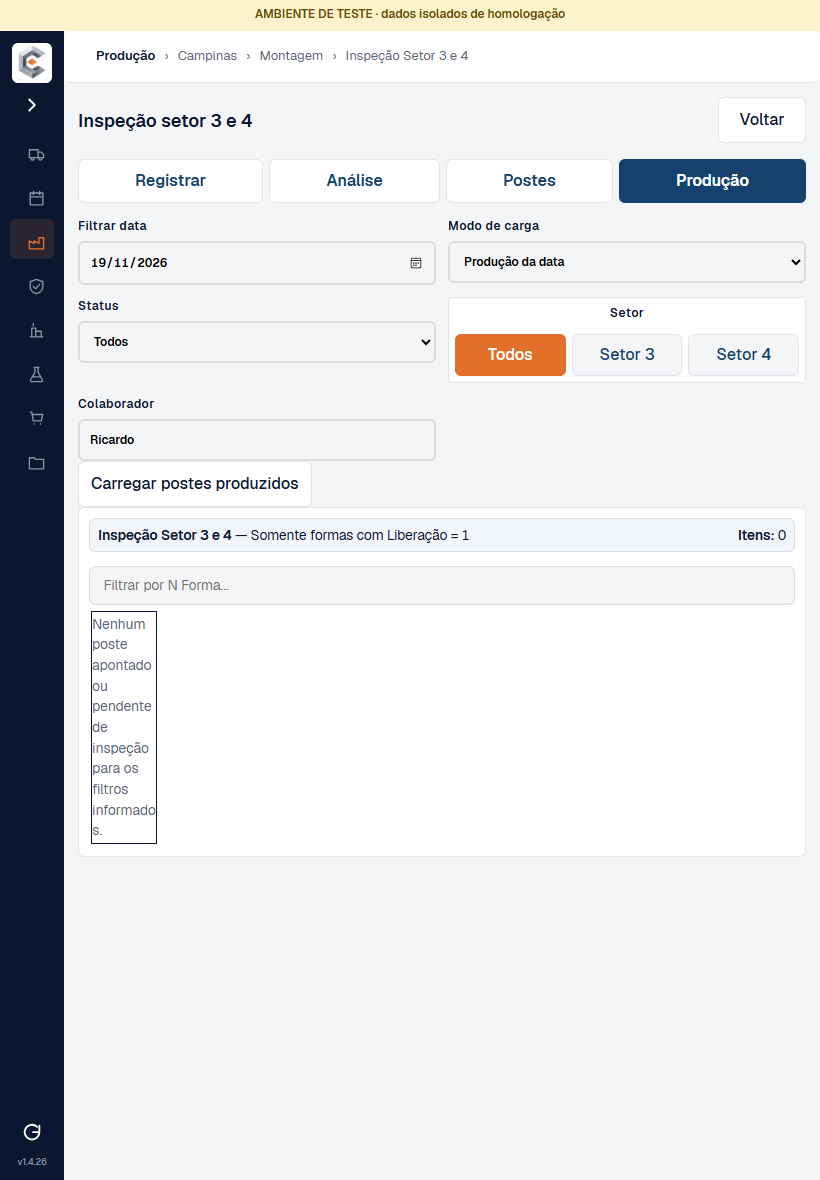 AMBIENTE DE TESTE · dados isolados de homologação
Produção › Campinas › Montagem › Inspeção Setor 3 e 4
Inspeção setor 3 e 4
Voltar
Registrar
Análise
Postes
Produção
Filtrar data
Modo de carga
19/11/2026
Produção da data
Status
Setor
Todos
Todos
Setor 3
Setor 4
Colaborador
Ricardo
Carregar postes produzidos
Inspeção Setor 3 e 4 — Somente formas com Liberação = 1
Itens: 0
Filtrar por N Forma...
Nenhum
poste
apontado
ou
pendente
de
inspeção
para os
filtros
informado
s.
v1.4.26